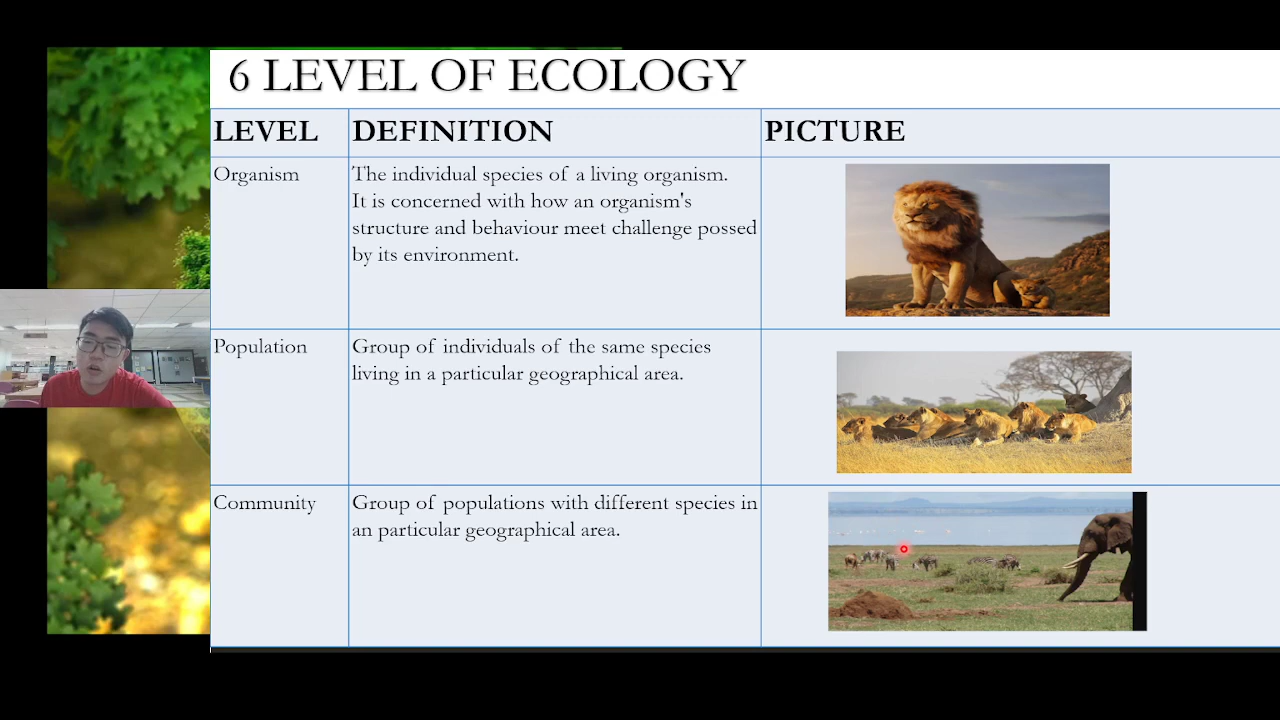 6 LEVEL OF ECOLOGY
LEVEL
DEFINITION
PICTURE
Organism
The individual species of a living organism.
It is concerned with how an organism's
structure and behaviour meet challenge possed
by its environment.
Population
Group of individuals of the same species
living in a particular geographical area.
Community
Group of populations with different species in
an particular geographical area.